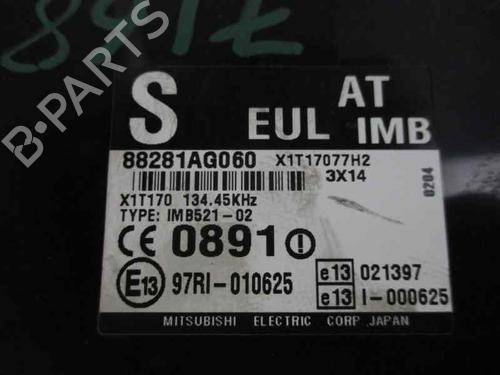 S EUL AT IMB
88281AG060 X1T17077H2
3X14
X1T170 134.45KHz
TYPE: IMB521-02
0204
CE 0891
E13 97RI-010625
e13 021397
e13 I-000625
MITSUBISHI ELECTRIC CORP. JAPAN
B-PARTS